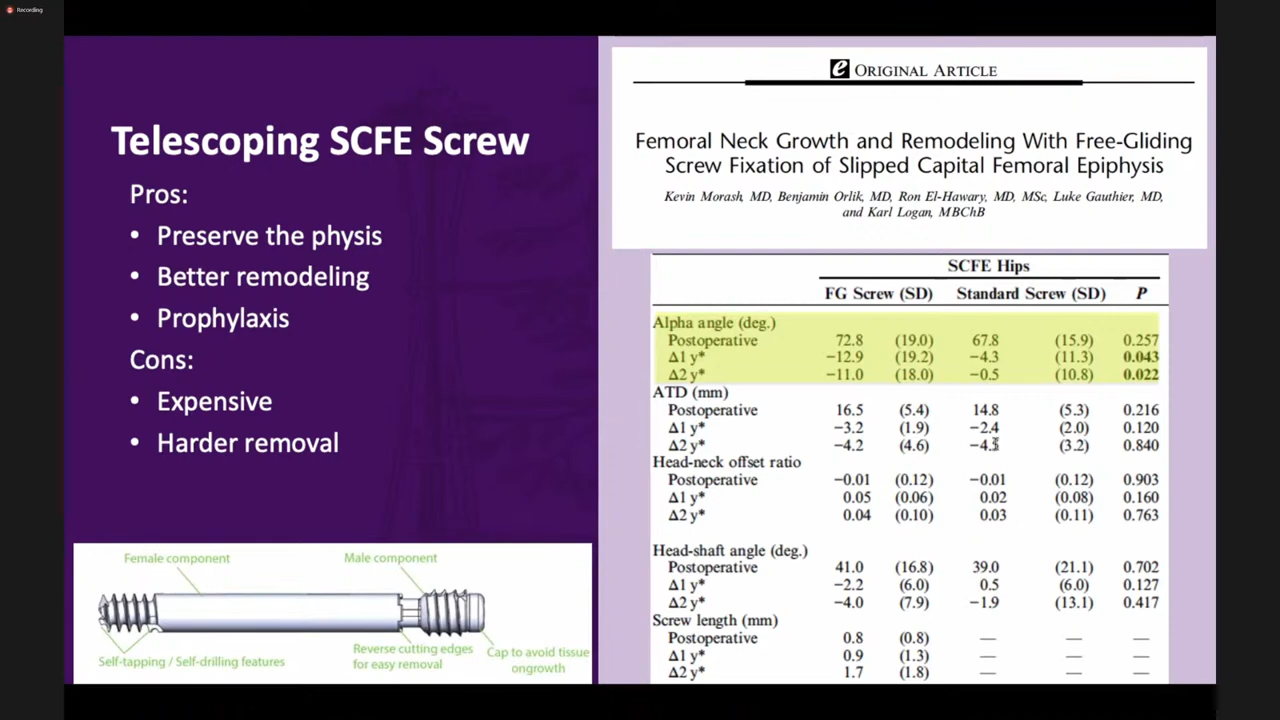 Recording
Telescoping SCFE Screw
Pros:
• Preserve the physis
• Better remodeling
• Prophylaxis
Cons:
• Expensive
• Harder removal
Female component
Male component
Self-tapping / Self-drilling features
Reverse cutting edges
for easy removal
Cap to avoid tissue
ongrowth
e ORIGINAL ARTICLE
Femoral Neck Growth and Remodeling With Free-Gliding
Screw Fixation of Slipped Capital Femoral Epiphysis
Kevin Morash, MD, Benjamin Orlik, MD, Ron El-Hawary, MD, MSc, Luke Gauthier, MD,
and Karl Logan, MBChB
SCFE Hips
FG Screw (SD) Standard Screw (SD) P
Alpha angle (deg.)
Postoperative 72.8 (19.0) 67.8 (15.9) 0.257
Δ1 y* −12.9 (19.2) −4.3 (11.3) 0.043
Δ2 y* −11.0 (18.0) −0.5 (10.8) 0.022
ATD (mm)
Postoperative 16.5 (5.4) 14.8 (5.3) 0.216
Δ1 y* −3.2 (1.9) −2.4 (2.0) 0.120
Δ2 y* −4.2 (4.6) (3.2) 0.840
Head-neck offset ratio
Postoperative −0.01 (0.12) −0.01 (0.12) 0.903
Δ1 y* 0.05 (0.06) 0.02 (0.08) 0.160
Δ2 y* 0.04 (0.10) 0.03 (0.11) 0.763
Head-shaft angle (deg.)
Postoperative 41.0 (16.8) 39.0 (21.1) 0.702
Δ1 y* −2.2 (6.0) 0.5 (6.0) 0.127
Δ2 y* −4.0 (7.9) −1.9 (13.1) 0.417
Screw length (mm)
Postoperative 0.8 (0.8) — — —
Δ1 y* 0.9 (1.3) — — —
Δ2 y* 1.7 (1.8) — — —